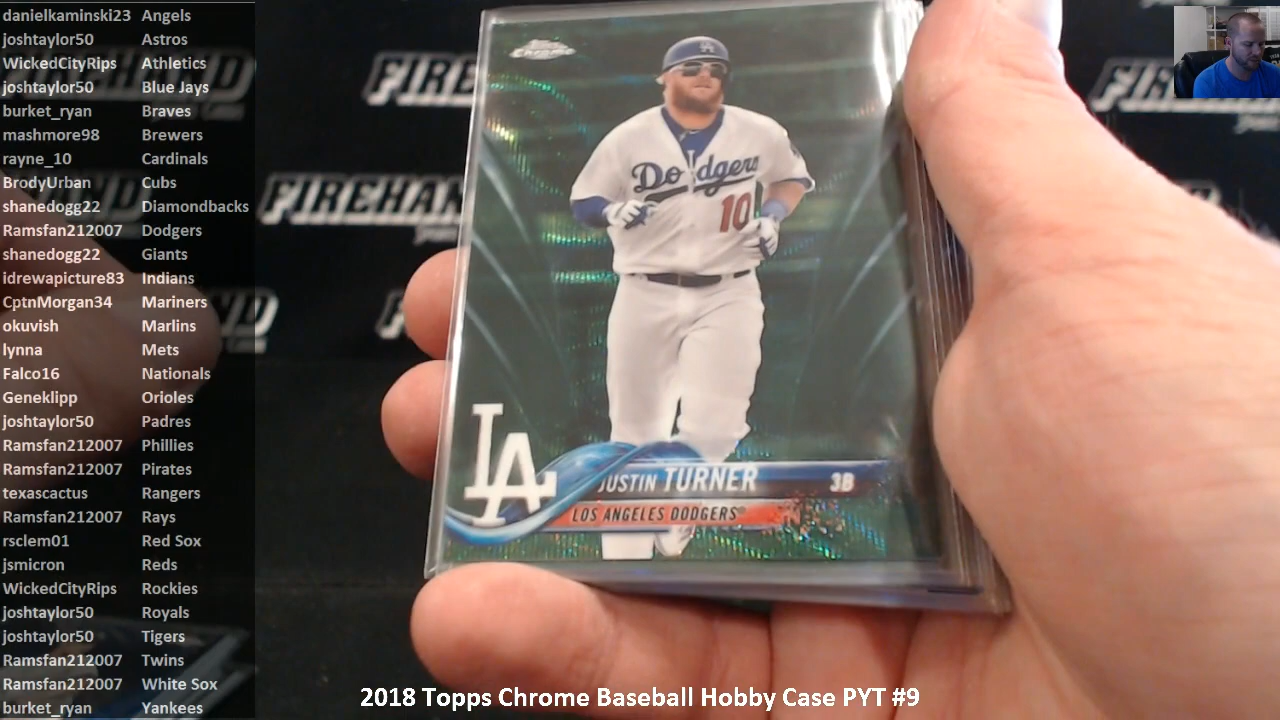 danielkaminski23 Angels
joshtaylor50 Astros
WickedCityRips Athletics
joshtaylor50 Blue Jays
burket_ryan Braves
mashmore98 Brewers
rayne_10 Cardinals
BrodyUrban Cubs
shanedogg22 Diamondbacks
Ramsfan212007 Dodgers
shanedogg22 Giants
idrewapicture83 Indians
CptnMorgan34 Mariners
okuvish Marlins
lynna Mets
Falco16 Nationals
Geneklipp Orioles
joshtaylor50 Padres
Ramsfan212007 Phillies
Ramsfan212007 Pirates
texascactus Rangers
Ramsfan212007 Rays
rsclem01 Red Sox
jsmicron Reds
WickedCityRips Rockies
joshtaylor50 Royals
joshtaylor50 Tigers
Ramsfan212007 Twins
Ramsfan212007 White Sox
burket_ryan Yankees
Topps
CHROME
Dodgers
10
LA
JUSTIN TURNER 3B
LOS ANGELES DODGERS
FIREHAND
2018 Topps Chrome Baseball Hobby Case PYT #9